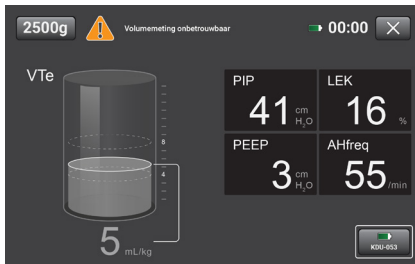 2500g
Volumemeting onbetrouwbaar
00:00
VTe
8
4
5 mL/kg
PIP
41 cm H₂O
LEK
16 %
PEEP
3 cm H₂O
AHfreq
55 /min
KDU-053